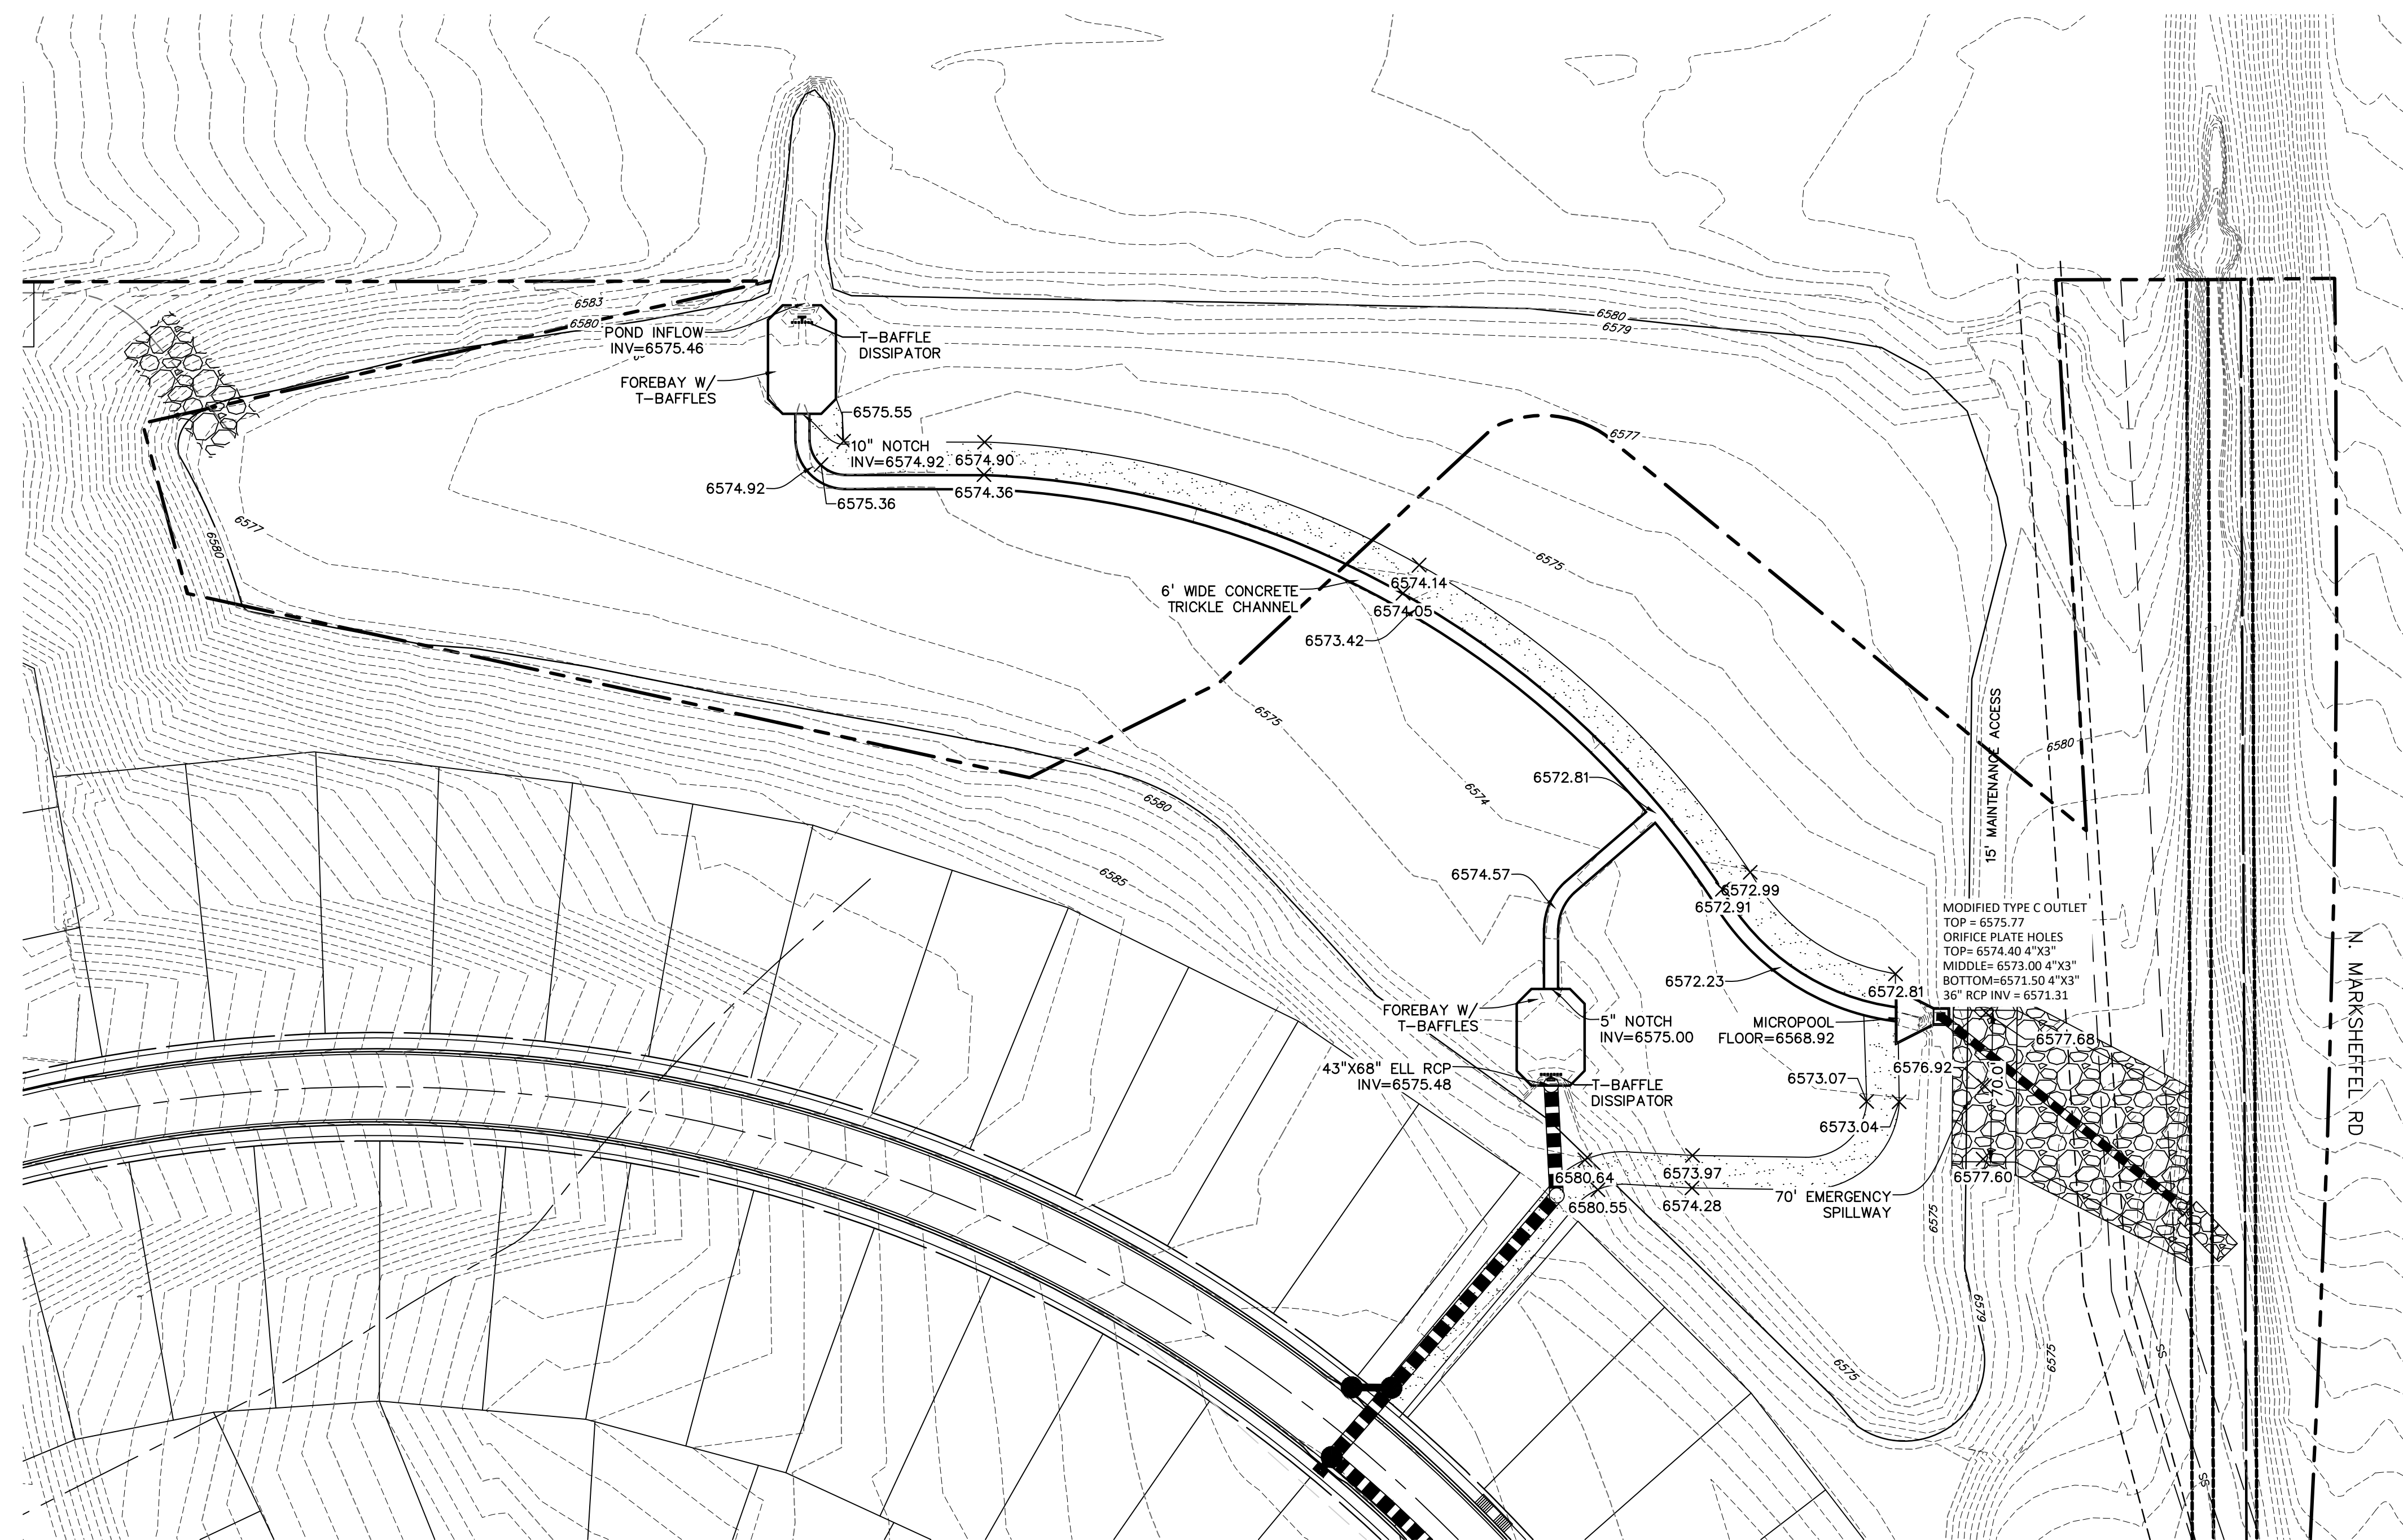 6583
6580
POND INFLOW
INV=6575.46
T-BAFFLE
DISSIPATOR
FOREBAY W/
T-BAFFLES
6580
6579
6575.55
10" NOTCH
INV=6574.92
6574.90
6574.92
6574.36
6575.36
6577
6577
6580
6575
6' WIDE CONCRETE
TRICKLE CHANNEL
6574.14
6574.05
6573.42
6575
6580
15' MAINTENANCE ACCESS
6572.81
6574
6580
6585
6574.57
6572.99
6572.91
MODIFIED TYPE C OUTLET
TOP = 6575.77
ORIFICE PLATE HOLES
TOP= 6574.40 4"X3"
MIDDLE= 6573.00 4"X3"
BOTTOM=6571.50 4"X3"
36" RCP INV = 6571.31
N. MARKSHEFFEL RD
6572.23
6572.81
FOREBAY W/
T-BAFFLES
5" NOTCH
INV=6575.00
MICROPOOL
FLOOR=6568.92
6577.68
43"X68" ELL RCP
INV=6575.48
T-BAFFLE
DISSIPATOR
6576.92
70.0'
6573.07
6573.04
6580.64
6573.97
6577.60
6580.55
6574.28
70' EMERGENCY
SPILLWAY
6575
6579
6575
6575
SS
SS